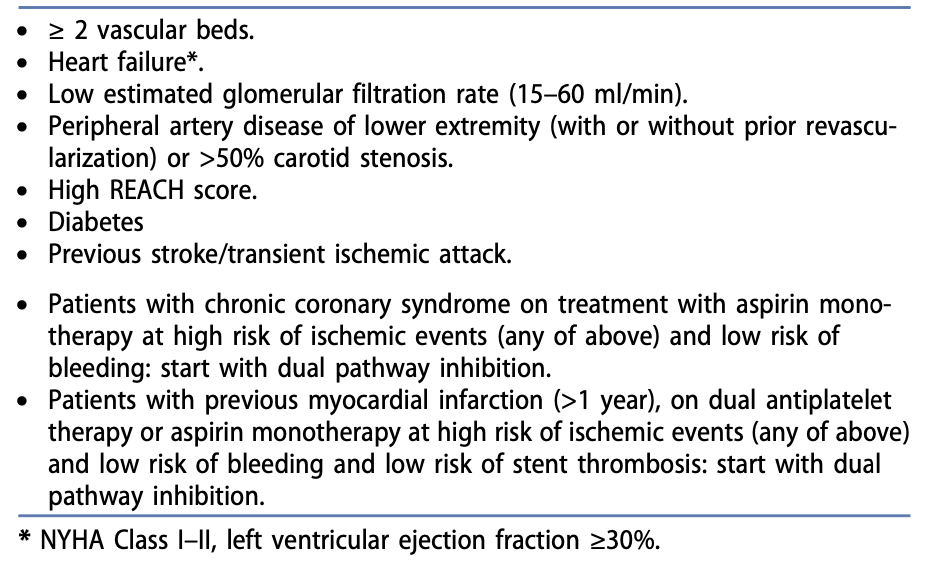 • ≥ 2 vascular beds.
• Heart failure*.
• Low estimated glomerular filtration rate (15–60 ml/min).
• Peripheral artery disease of lower extremity (with or without prior revascu-
larization) or >50% carotid stenosis.
• High REACH score.
• Diabetes
• Previous stroke/transient ischemic attack.
• Patients with chronic coronary syndrome on treatment with aspirin mono-
therapy at high risk of ischemic events (any of above) and low risk of
bleeding: start with dual pathway inhibition.
• Patients with previous myocardial infarction (>1 year), on dual antiplatelet
therapy or aspirin monotherapy at high risk of ischemic events (any of above)
and low risk of bleeding and low risk of stent thrombosis: start with dual
pathway inhibition.
* NYHA Class I–II, left ventricular ejection fraction ≥30%.